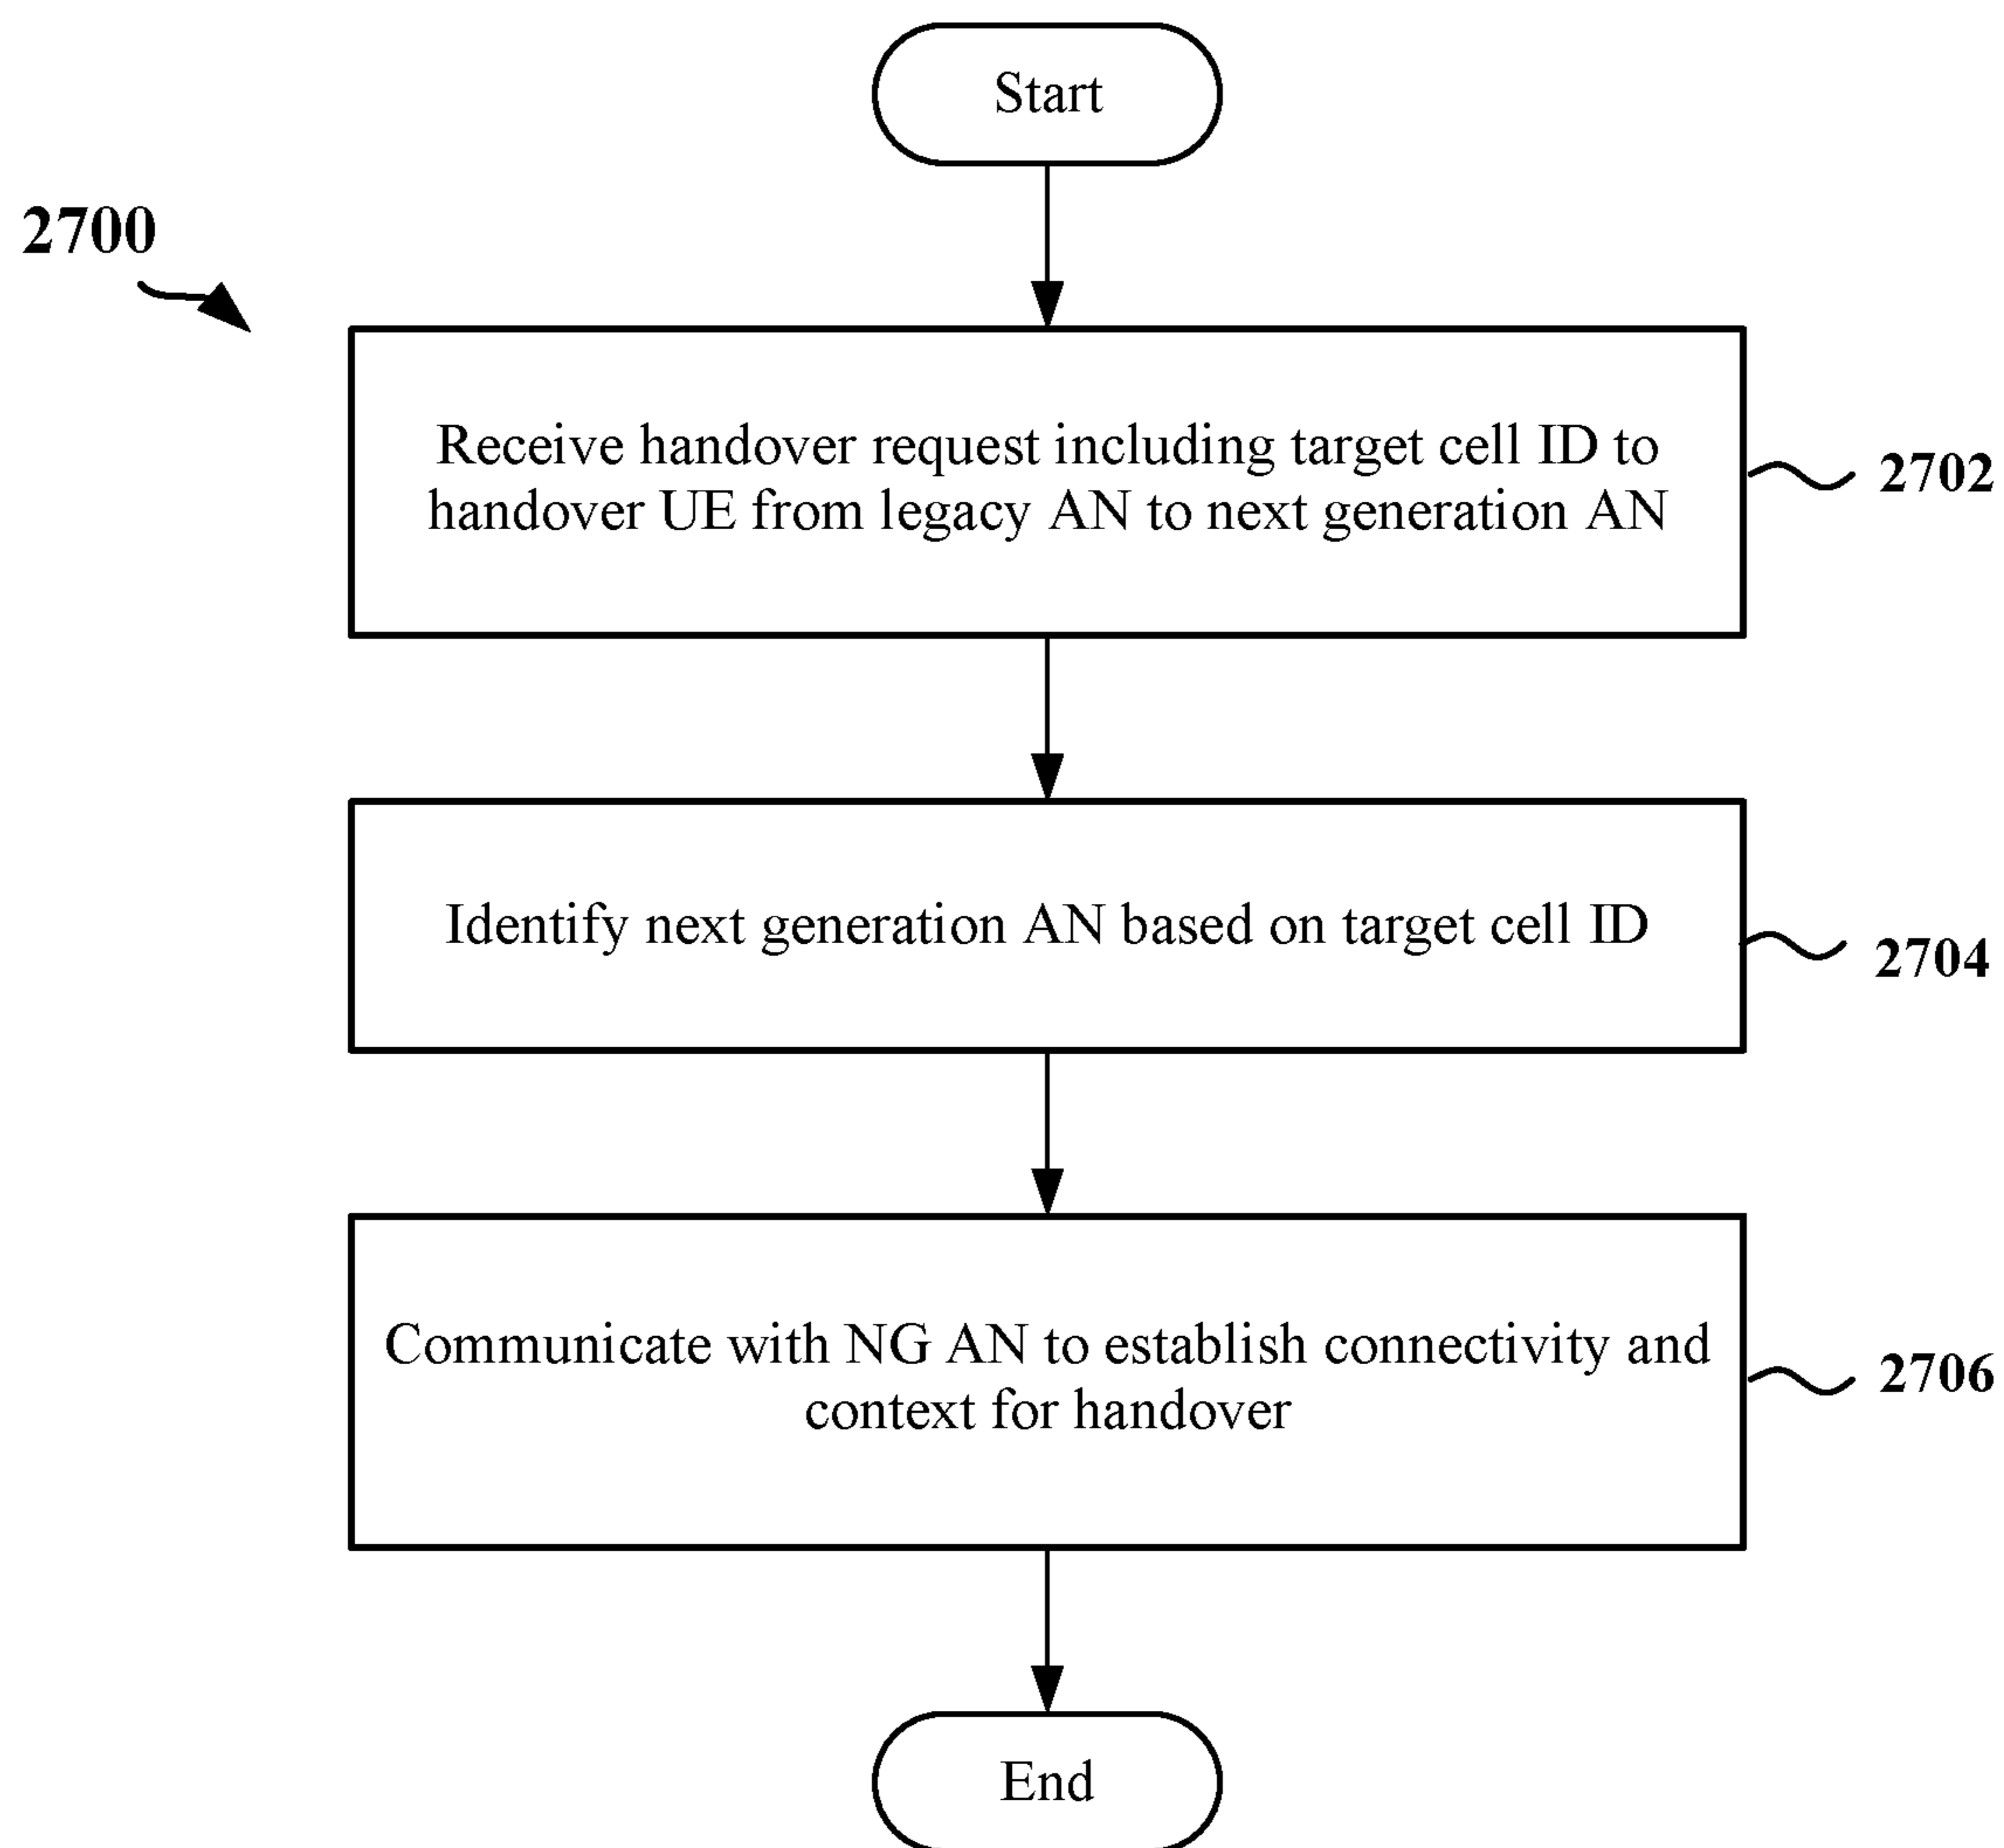 Start
2700
Receive handover request including target cell ID to
handover UE from legacy AN to next generation AN
2702
Identify next generation AN based on target cell ID
2704
Communicate with NG AN to establish connectivity and
context for handover
2706
End